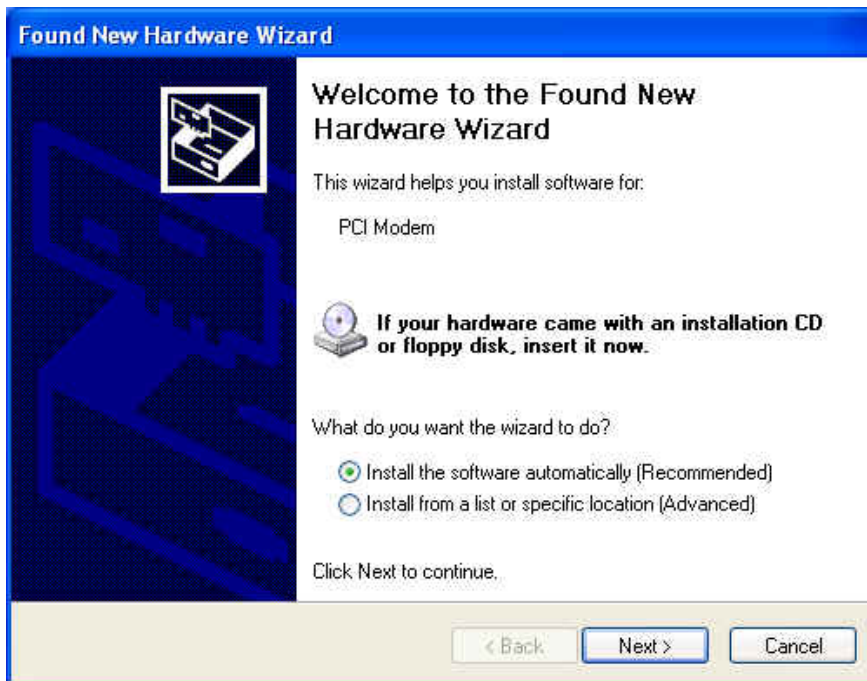 Found New Hardware Wizard
Welcome to the Found New
Hardware Wizard
This wizard helps you install software for:
PCI Modem
If your hardware came with an installation CD
or floppy disk, insert it now.
What do you want the wizard to do?
Install the software automatically (Recommended)
Install from a list or specific location (Advanced)
Click Next to continue.
< Back Next > Cancel